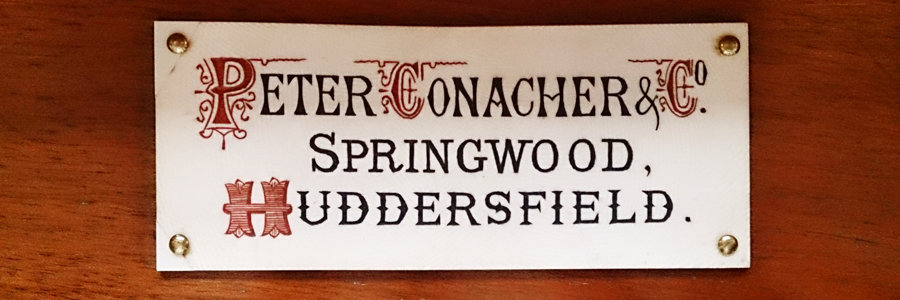 PETER CONACHER & Cº.
SPRINGWOOD,
HUDDERSFIELD.